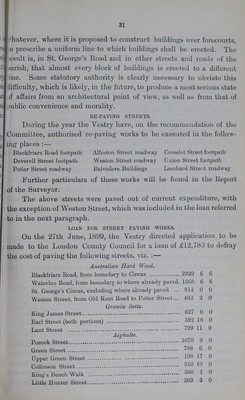 31
whatever, where it is proposed to construct buildings over forecourts,
to prescribe a uniform line to which buildings shall be erected. The
result is, in St. George's Road and in other streets and roads of the
parish, that almost every block of buildings is erected to a different
line. Some statutory authority is clearly necessary to obviate this
difficulty, which is likely, in the future, to produce a most serious state
of affairs from an architectural point of view, as well as from that of
public convenience and morality.
RE-PAVING STREETS.
During the year the Vestry have, on the recommendation of the
Committee, authorised re-paving works to be executed in the follow-
ing places :—
Blackfriars Road footpath Alfreton Street roadway Conselst Street footpath
Deverell Street footpath Weston Street roadway Union Street footpath
Potier Street roadway Belvedere Buildings Lombard Street roadway
Further particulars of these works will be found in the Report
of the Surveyor.
The above streets were paved out of current expenditure, with
the exception of Weston Street, which was included in the loan referred
to in the next paragraph.
LOAN FOR STREET PAVING WORKS.
On the 27th June, 1899, the Vestry directed application to be
made to the London County Council for a loan of £12,780 to defray
the cost of paving the following streets, viz. :—
Australian Hard Wood.
Blackfriars Road, from boundary to Circus ... 2929 6 6
Waterloo Road, from boundary to where already paved. 1368 6 6
St. George's Circus, excluding where already paved ... 814 0 0
Weston Street, from Old Kent Road to Potier Street... 492 2 0
Granite Setts.
King James Street ... 627 0 0
Earl Street (both portions) ... 592 18 0
Lant Street ... 799 11 9
Asphalte.
Pocock Street ... 1070 9 0
Green Street ... 788 6 0
Upper Green Street ... 198 17 0
Collinson Street ... 910 10 0
King's Bench Walk ... 560 1 0
Little Hunter Street ... 203 3 0